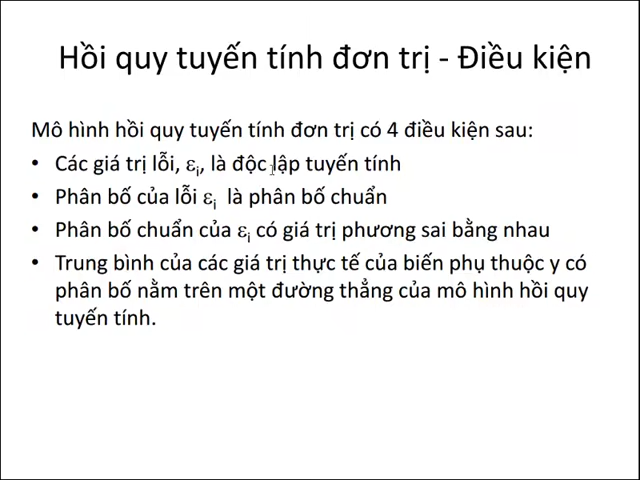 Hồi quy tuyến tính đơn trị - Điều kiện
Mô hình hồi quy tuyến tính đơn trị có 4 điều kiện sau:
• Các giá trị lỗi, εi, là độc lập tuyến tính
• Phân bố của lỗi εi là phân bố chuẩn
• Phân bố chuẩn của εi có giá trị phương sai bằng nhau
• Trung bình của các giá trị thực tế của biến phụ thuộc y có
phân bố nằm trên một đường thẳng của mô hình hồi quy
tuyến tính.